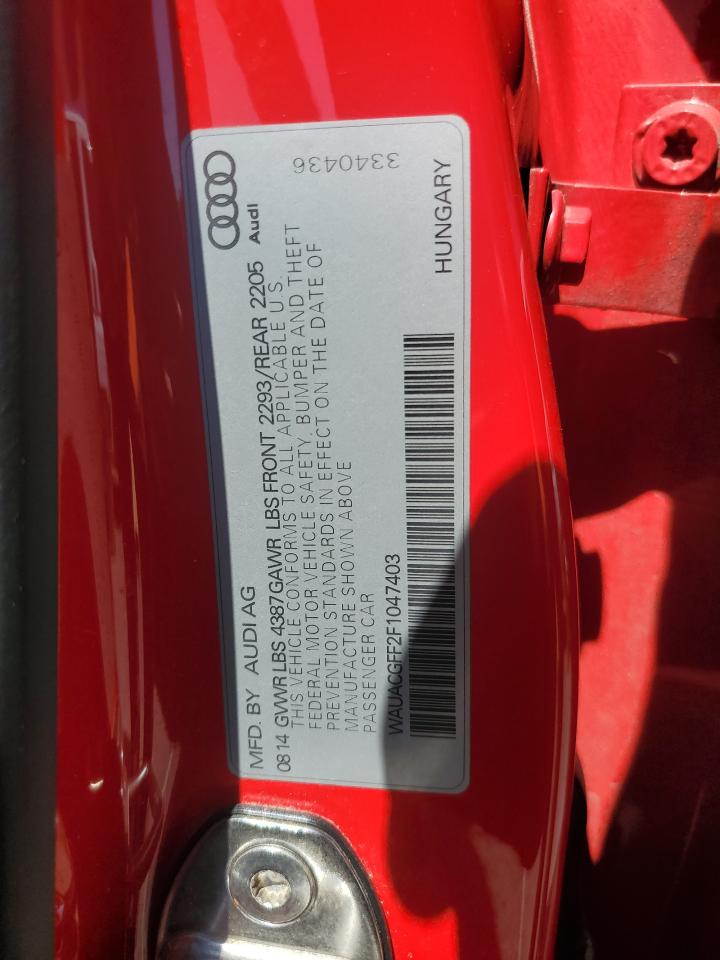 MFD. BY AUDI AG
Audi
3340436
0814 GVWR LBS 4387 GAWR LBS FRONT 2293/REAR 2205
THIS VEHICLE CONFORMS TO ALL APPLICABLE U.S.
FEDERAL MOTOR VEHICLE SAFETY. BUMPER AND THEFT
PREVENTION STANDARDS IN EFFECT ON THE DATE OF
MANUFACTURE SHOWN ABOVE
PASSENGER CAR
WAUACGFF2F1047403
HUNGARY